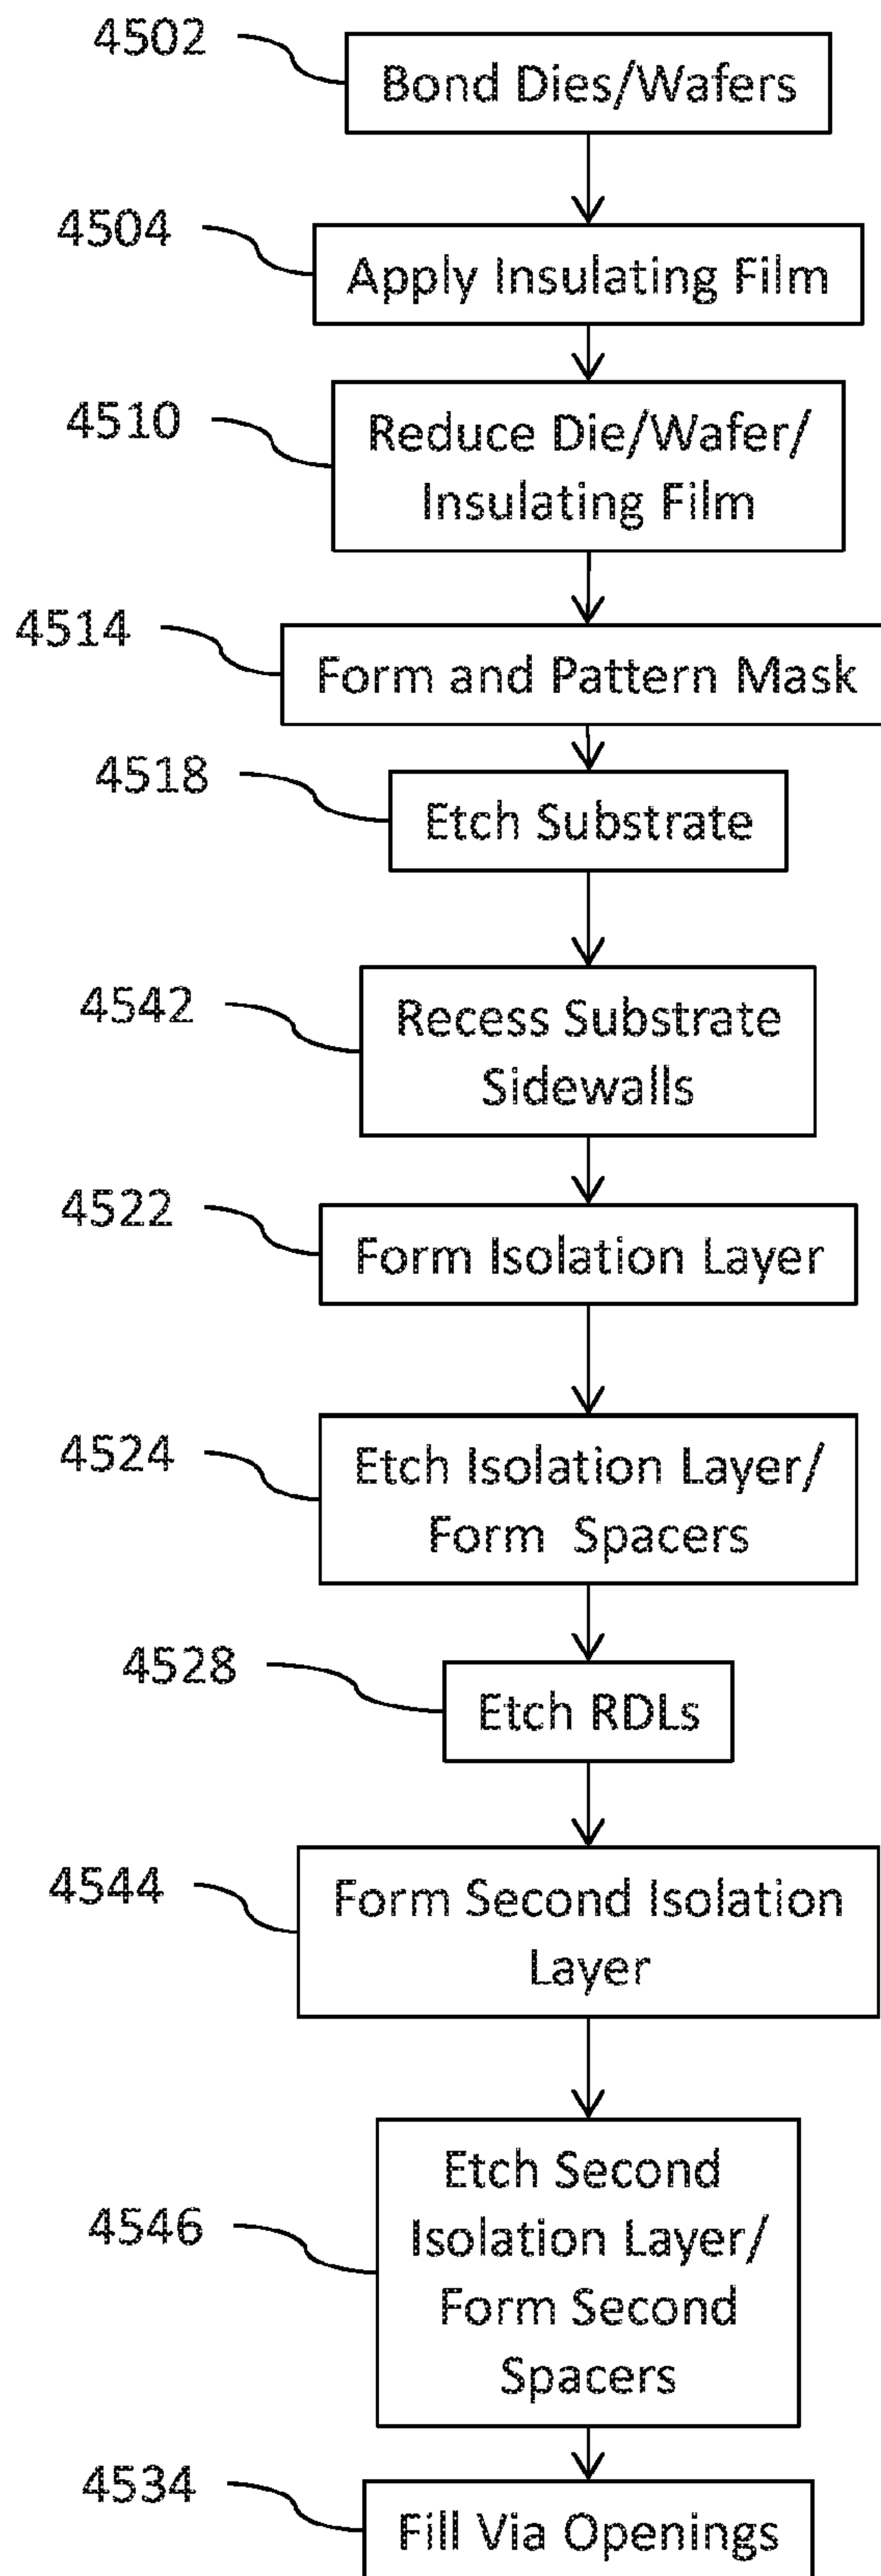 4502
Bond Dies/Wafers
4504
Apply Insulating Film
4510
Reduce Die/Wafer/
Insulating Film
4514
Form and Pattern Mask
4518
Etch Substrate
4542
Recess Substrate
Sidewalls
4522
Form Isolation Layer
4524
Etch Isolation Layer/
Form Spacers
4528
Etch RDLs
4544
Form Second Isolation
Layer
4546
Etch Second
Isolation Layer/
Form Second
Spacers
4534
Fill Via Openings